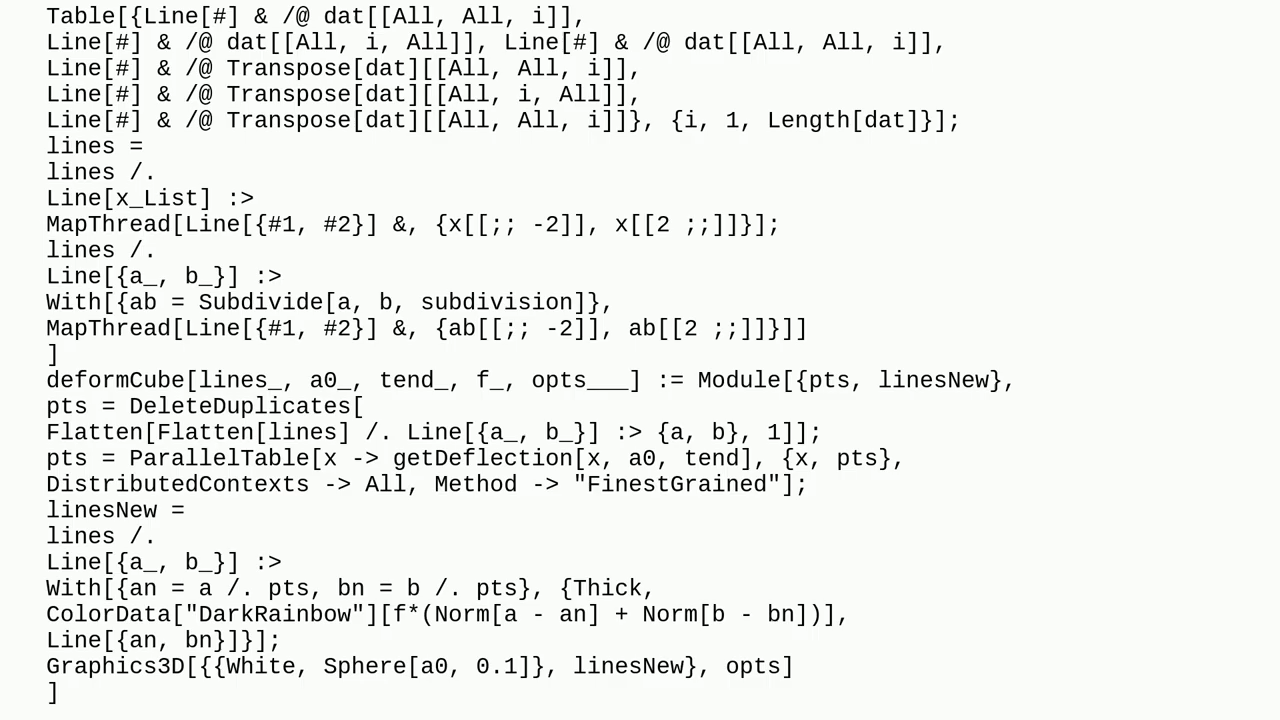 Table[{Line[#] & /@ dat[[All, All, i]],
Line[#] & /@ dat[[All, i, All]], Line[#] & /@ dat[[All, All, i]],
Line[#] & /@ Transpose[dat][[All, All, i]],
Line[#] & /@ Transpose[dat][[All, i, All]],
Line[#] & /@ Transpose[dat][[All, All, i]]}, {i, 1, Length[dat]}];
lines =
lines /.
Line[x_List] :>
MapThread[Line[{#1, #2}] &, {x[[;; -2]], x[[2 ;;]]}];
lines /.
Line[{a_, b_}] :>
With[{ab = Subdivide[a, b, subdivision]},
MapThread[Line[{#1, #2}] &, {ab[[;; -2]], ab[[2 ;;]]}]]
]
deformCube[lines_, a0_, tend_, f_, opts___] := Module[{pts, linesNew},
pts = DeleteDuplicates[
Flatten[Flatten[lines] /. Line[{a_, b_}] :> {a, b}, 1]];
pts = ParallelTable[x -> getDeflection[x, a0, tend], {x, pts},
DistributedContexts -> All, Method -> "FinestGrained"];
linesNew =
lines /.
Line[{a_, b_}] :>
With[{an = a /. pts, bn = b /. pts}, {Thick,
ColorData["DarkRainbow"][f*(Norm[a - an] + Norm[b - bn])],
Line[{an, bn}]}];
Graphics3D[{{White, Sphere[a0, 0.1]}, linesNew}, opts]
]